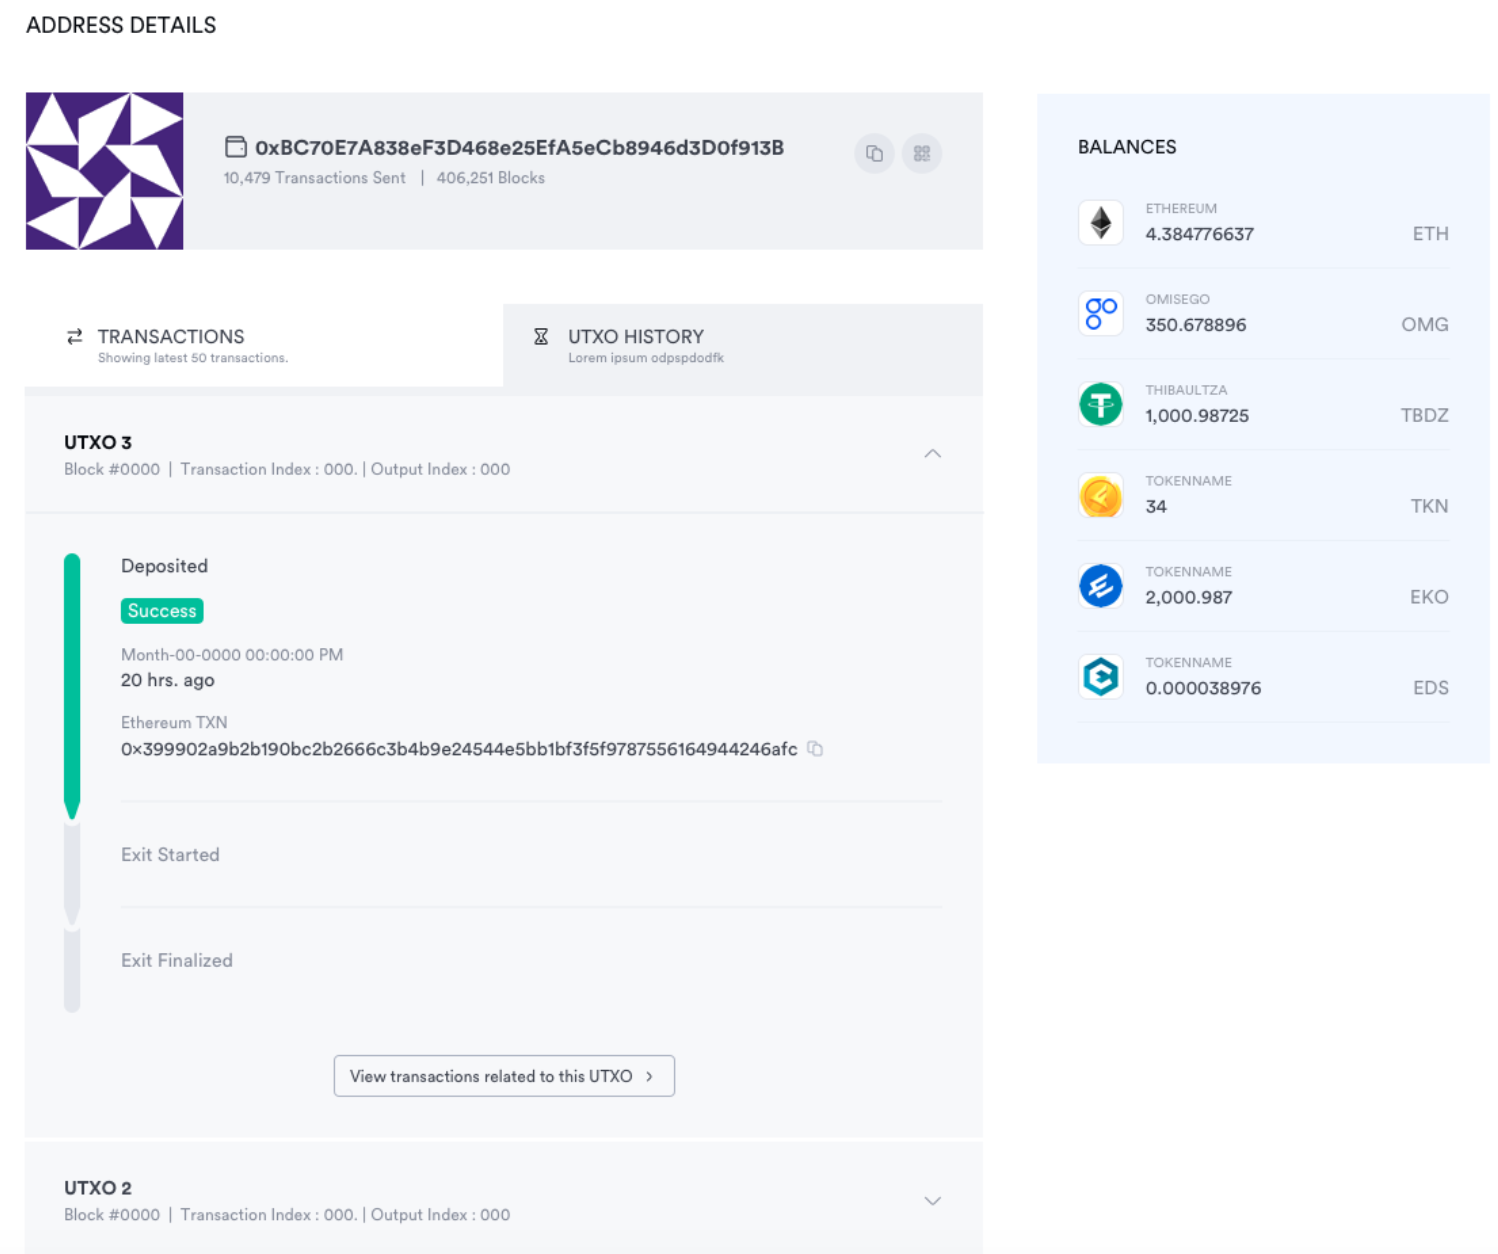 ADDRESS DETAILS
0xBC70E7A838eF3D468e25EfA5eCb8946d3D0f913B
10,479 Transactions Sent | 406,251 Blocks
TRANSACTIONS
Showing latest 50 transactions.
UTXO HISTORY
Lorem ipsum odpspdodfk
UTXO 3
Block #0000 | Transaction Index : 000. | Output Index : 000
Deposited
Success
Month-00-0000 00:00:00 PM
20 hrs. ago
Ethereum TXN
0×399902a9b2b190bc2b2666c3b4b9e24544e5bb1bf3f5f9787556164944246afc
Exit Started
Exit Finalized
View transactions related to this UTXO >
UTXO 2
Block #0000 | Transaction Index : 000. | Output Index : 000
BALANCES
ETHEREUM
4.384776637 ETH
OMISEGO
350.678896 OMG
THIBAULTZA
1,000.98725 TBDZ
TOKENNAME
34 TKN
TOKENNAME
2,000.987 EKO
TOKENNAME
0.000038976 EDS